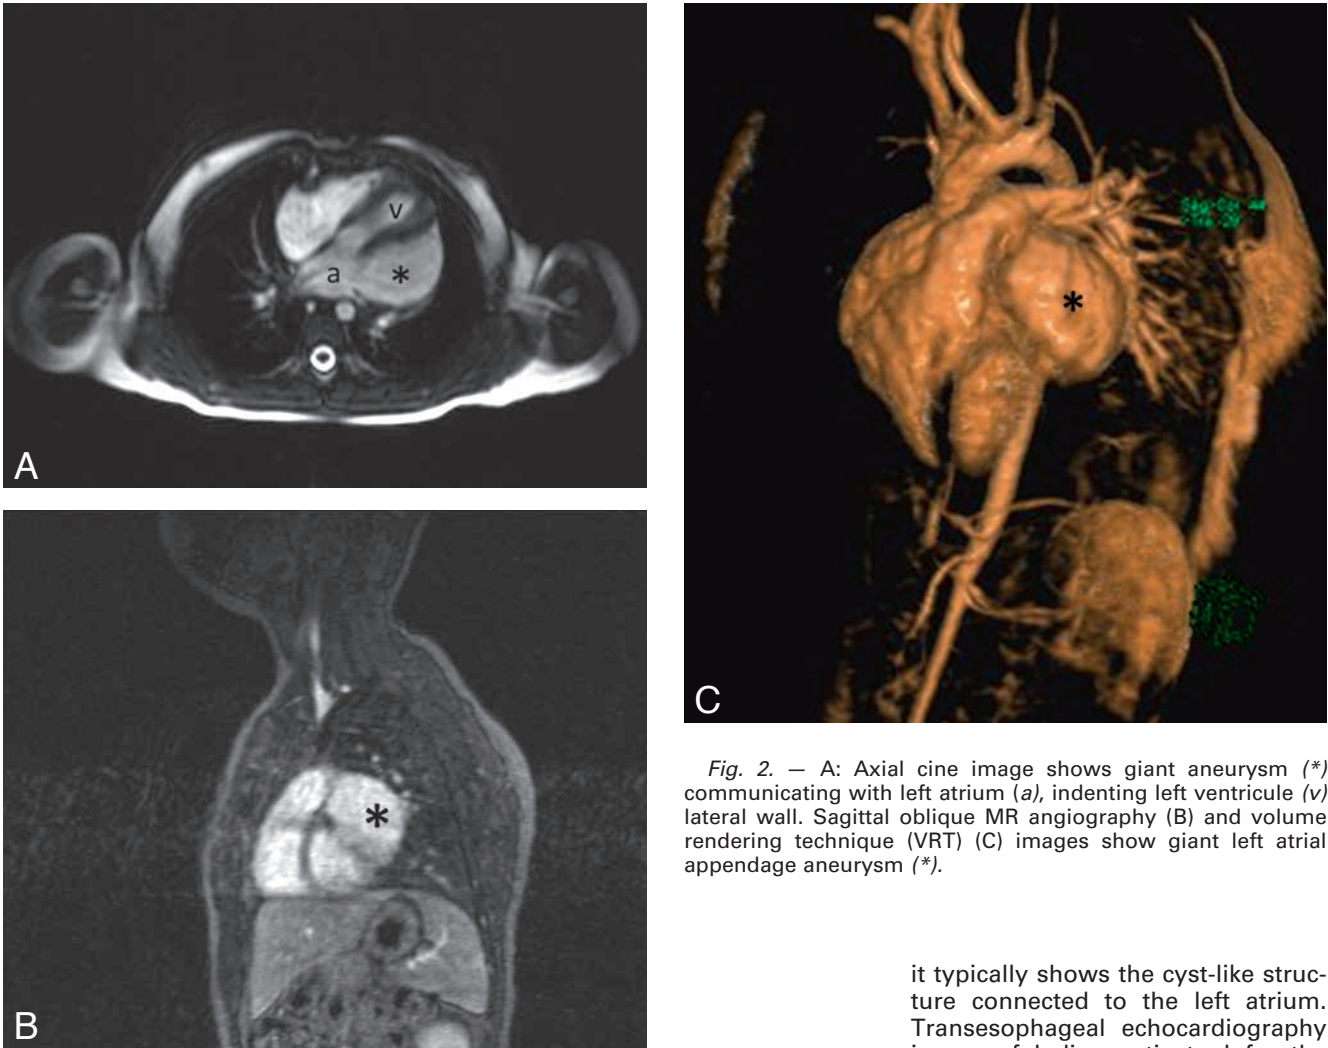 v
a
*
A
*
B
*
C
Fig. 2. — A: Axial cine image shows giant aneurysm (*)
communicating with left atrium (a), indenting left ventricule (v)
lateral wall. Sagittal oblique MR angiography (B) and volume
rendering technique (VRT) (C) images show giant left atrial
appendage aneurysm (*).
it typically shows the cyst-like struc-
ture connected to the left atrium.
Transesophageal echocardiography